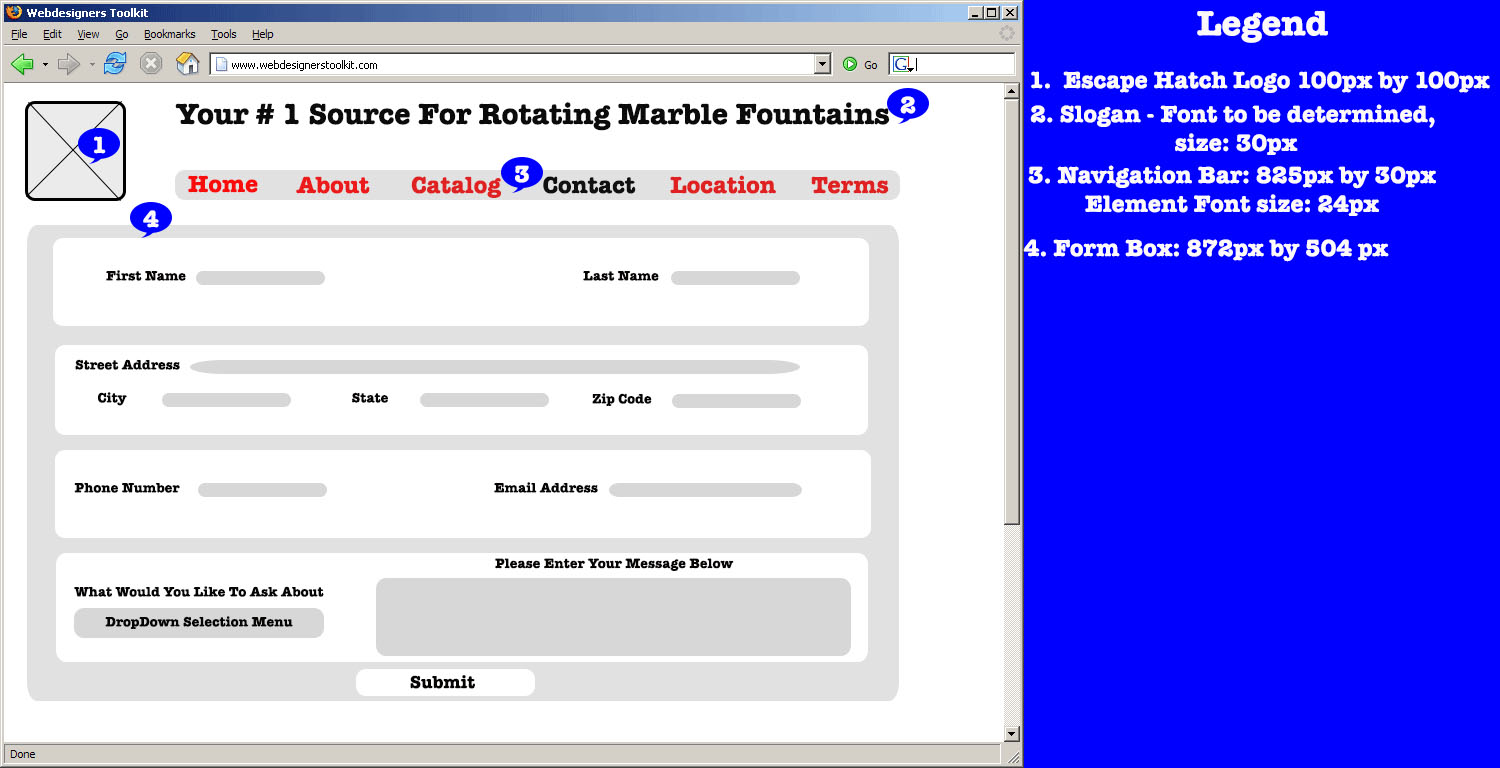 Webdesigners Toolkit
File Edit View Go Bookmarks Tools Help
www.webdesignerstoolkit.com
Go
G
Your # 1 Source For Rotating Marble Fountains
2
1
Home About Catalog 3 Contact Location Terms
4
First Name Last Name
Street Address
City State Zip Code
Phone Number Email Address
Please Enter Your Message Below
What Would You Like To Ask About
DropDown Selection Menu
Submit
Done
Legend
1. Escape Hatch Logo 100px by 100px
2. Slogan - Font to be determined,
size: 30px
3. Navigation Bar: 825px by 30px
Element Font size: 24px
4. Form Box: 872px by 504 px